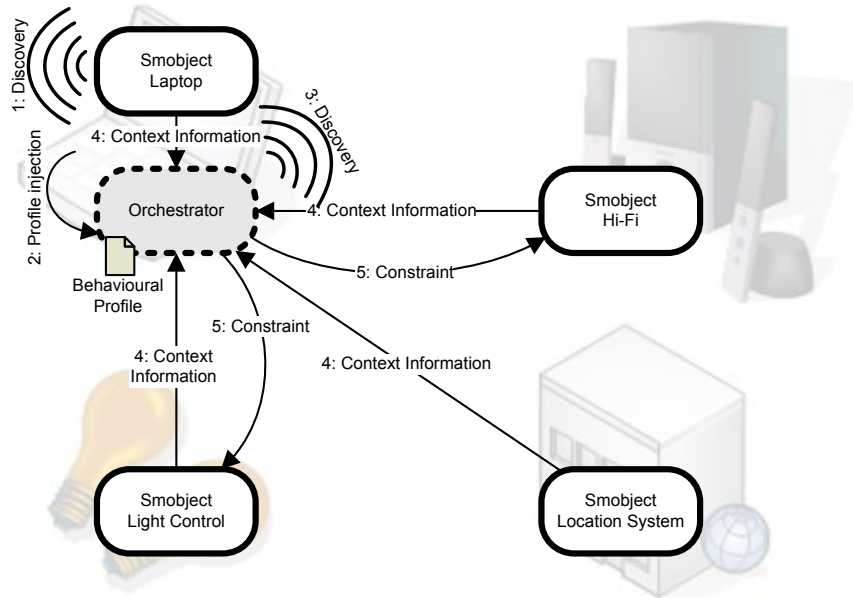 1: Discovery
Smobject
Laptop
3: Discovery
4: Context Information
2: Profile injection
Orchestrator
Behavioural
Profile
4: Context Information
Smobject
Hi-Fi
5: Constraint
5: Constraint
4: Context
Information
4: Context Information
Smobject
Light Control
Smobject
Location System